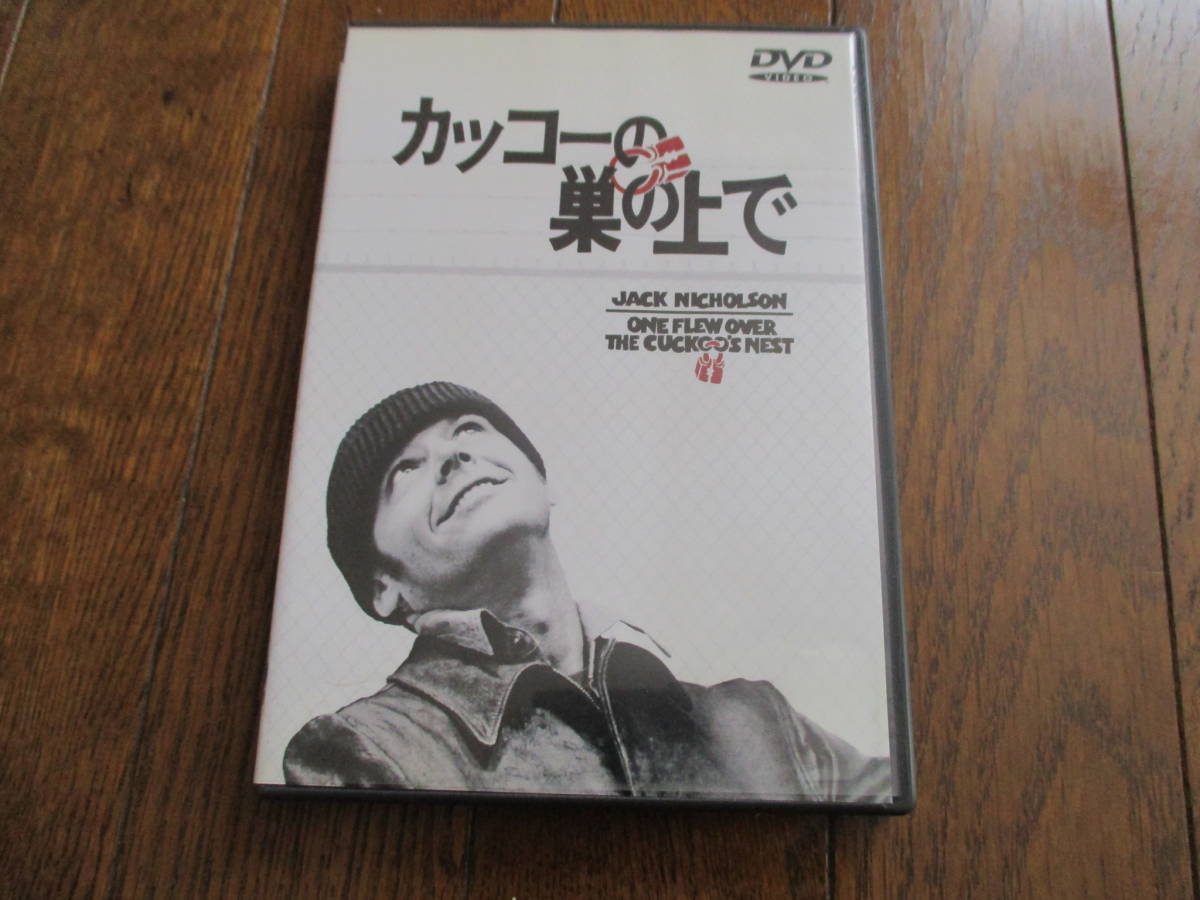 DVD
VIDEO
カッコーの
巣の上で
JACK NICHOLSON
ONE FLEW OVER
THE CUCKOO'S NEST